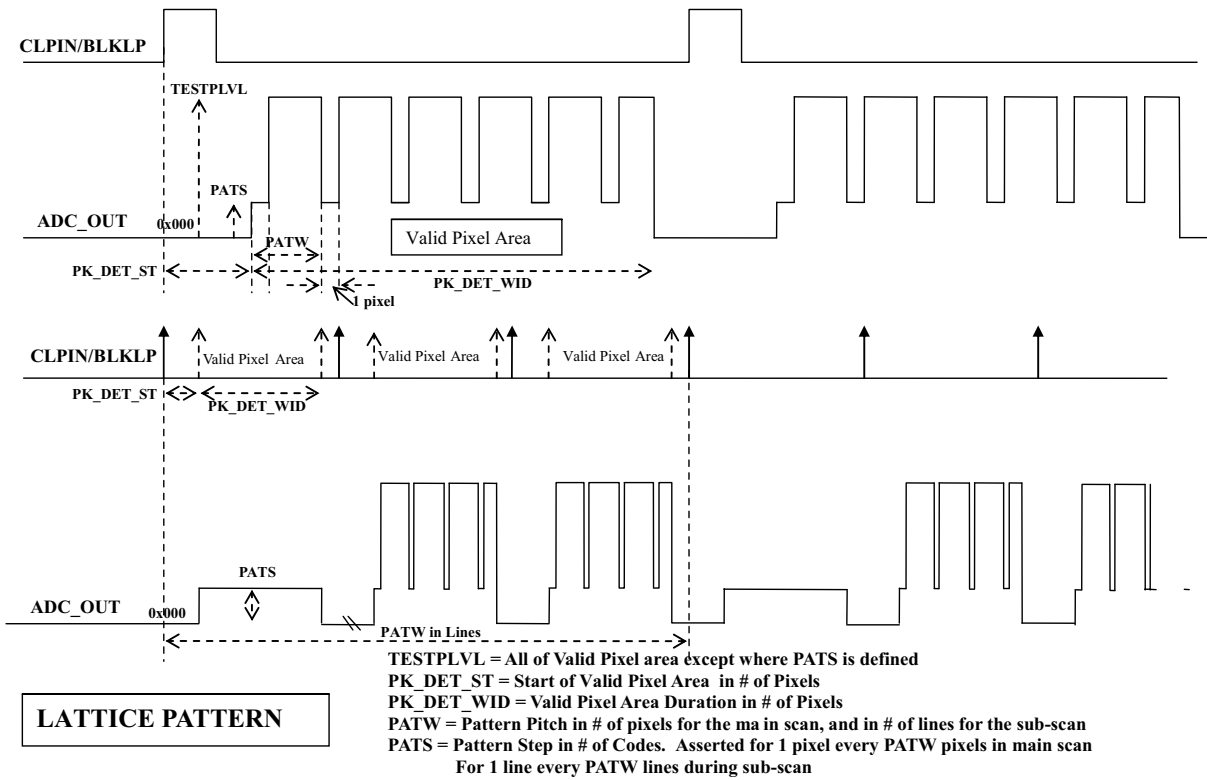 CLPIN/BLKLP
TESTPLVL
PATS
ADC_OUT 0x000
Valid Pixel Area
PATW
PK_DET_ST
PK_DET_WID
1 pixel
CLPIN/BLKLP
Valid Pixel Area Valid Pixel Area Valid Pixel Area
PK_DET_ST
PK_DET_WID
PATS
ADC_OUT 0x000
PATW in Lines
TESTPLVL = All of Valid Pixel area except where PATS is defined
PK_DET_ST = Start of Valid Pixel Area in # of Pixels
PK_DET_WID = Valid Pixel Area Duration in # of Pixels
PATW = Pattern Pitch in # of pixels for the ma in scan, and in # of lines for the sub-scan
PATS = Pattern Step in # of Codes. Asserted for 1 pixel every PATW pixels in main scan
For 1 line every PATW lines during sub-scan
LATTICE PATTERN